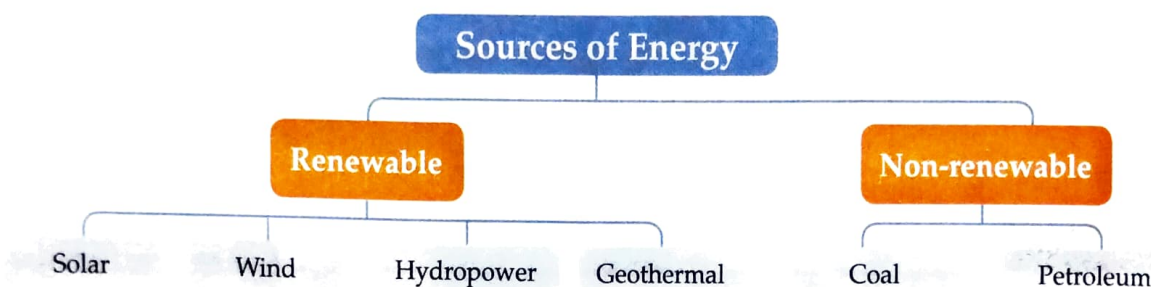 Sources of Energy
Renewable
Non-renewable
Solar
Wind
Hydropower
Geothermal
Coal
Petroleum